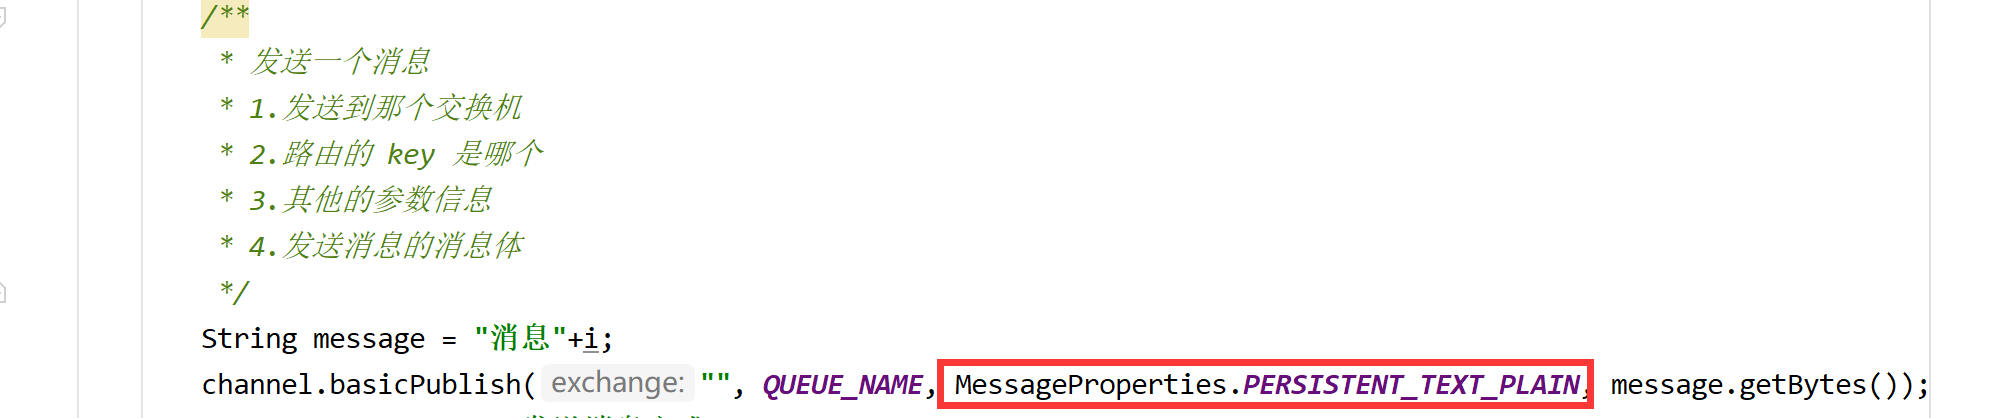 /**
* 发送一个消息
* 1.发送到那个交换机
* 2.路由的 key 是哪个
* 3.其他的参数信息
* 4.发送消息的消息体
*/
String message = "消息"+i;
channel.basicPublish( exchange: "", QUEUE_NAME, MessageProperties.PERSISTENT_TEXT_PLAIN, message.getBytes());